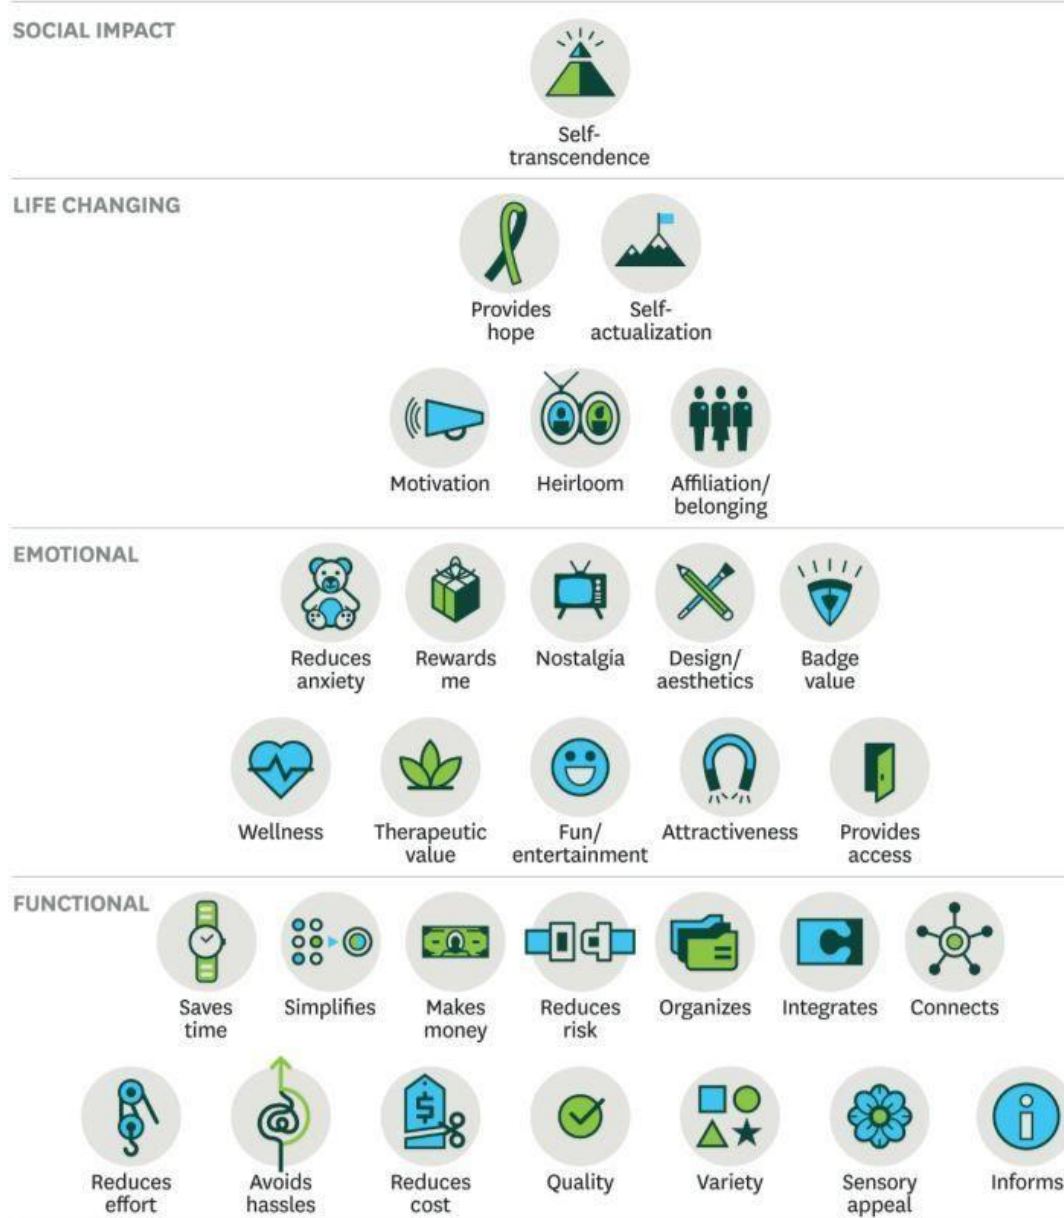 SOCIAL IMPACT
Self-
transcendence
LIFE CHANGING
Provides
hope
Self-
actualization
Motivation
Heirloom
Affiliation/
belonging
EMOTIONAL
Reduces
anxiety
Rewards
me
Nostalgia
Design/
aesthetics
Badge
value
Wellness
Therapeutic
value
Fun/
entertainment
Attractiveness
Provides
access
FUNCTIONAL
Saves
time
Simplifies
Makes
money
Reduces
risk
Organizes
Integrates
Connects
Reduces
effort
Avoids
hassles
$
Reduces
cost
Quality
Variety
Sensory
appeal
i
Informs